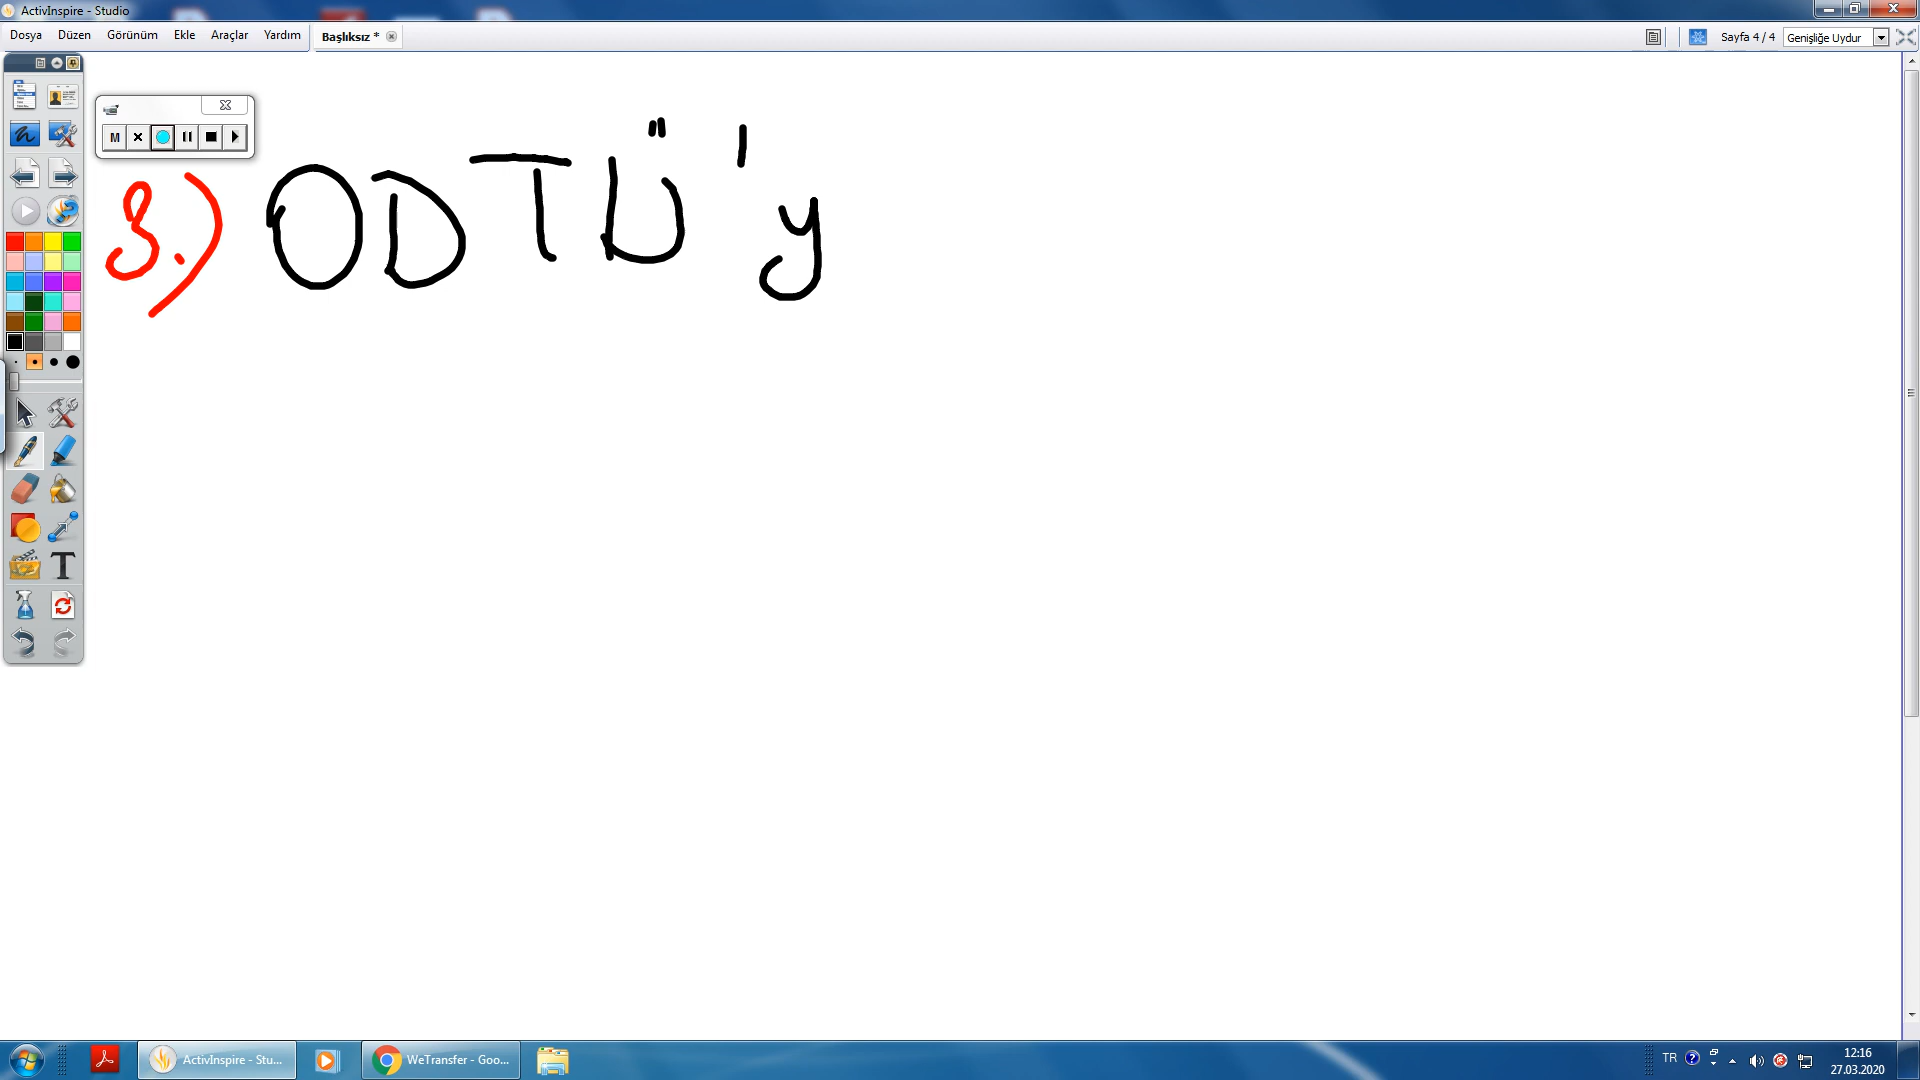 ActivInspire - Studio
Dosya Düzen Görünüm Ekle Araçlar Yardım Başlıksız * Sayfa 4 / 4 Genişliğe Uydur
M
3.) ODTÜ'y
T
ActivInspire - Stu... WeTransfer - Goo... TR 12:16
27.03.2020